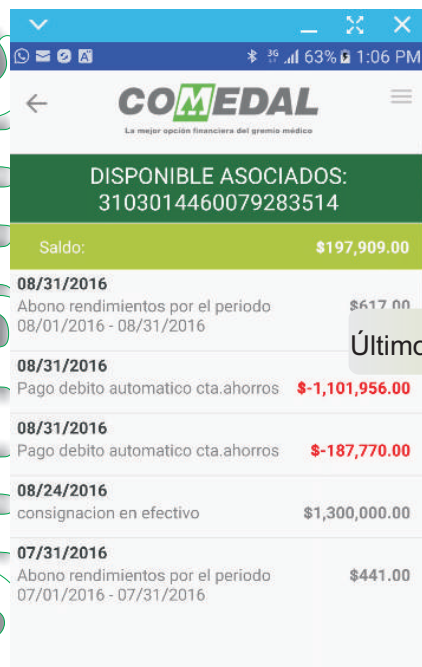 3G 63% 1:06 PM
COMEDAL
La mejor opción financiera del gremio médico
DISPONIBLE ASOCIADOS:
3103014460079283514
Saldo: $197,909.00
08/31/2016
Abono rendimientos por el periodo $617.00
08/01/2016 - 08/31/2016
Último
08/31/2016
Pago debito automatico cta.ahorros $-1,101,956.00
08/31/2016
Pago debito automatico cta.ahorros $-187,770.00
08/24/2016
consignacion en efectivo $1,300,000.00
07/31/2016
Abono rendimientos por el periodo $441.00
07/01/2016 - 07/31/2016